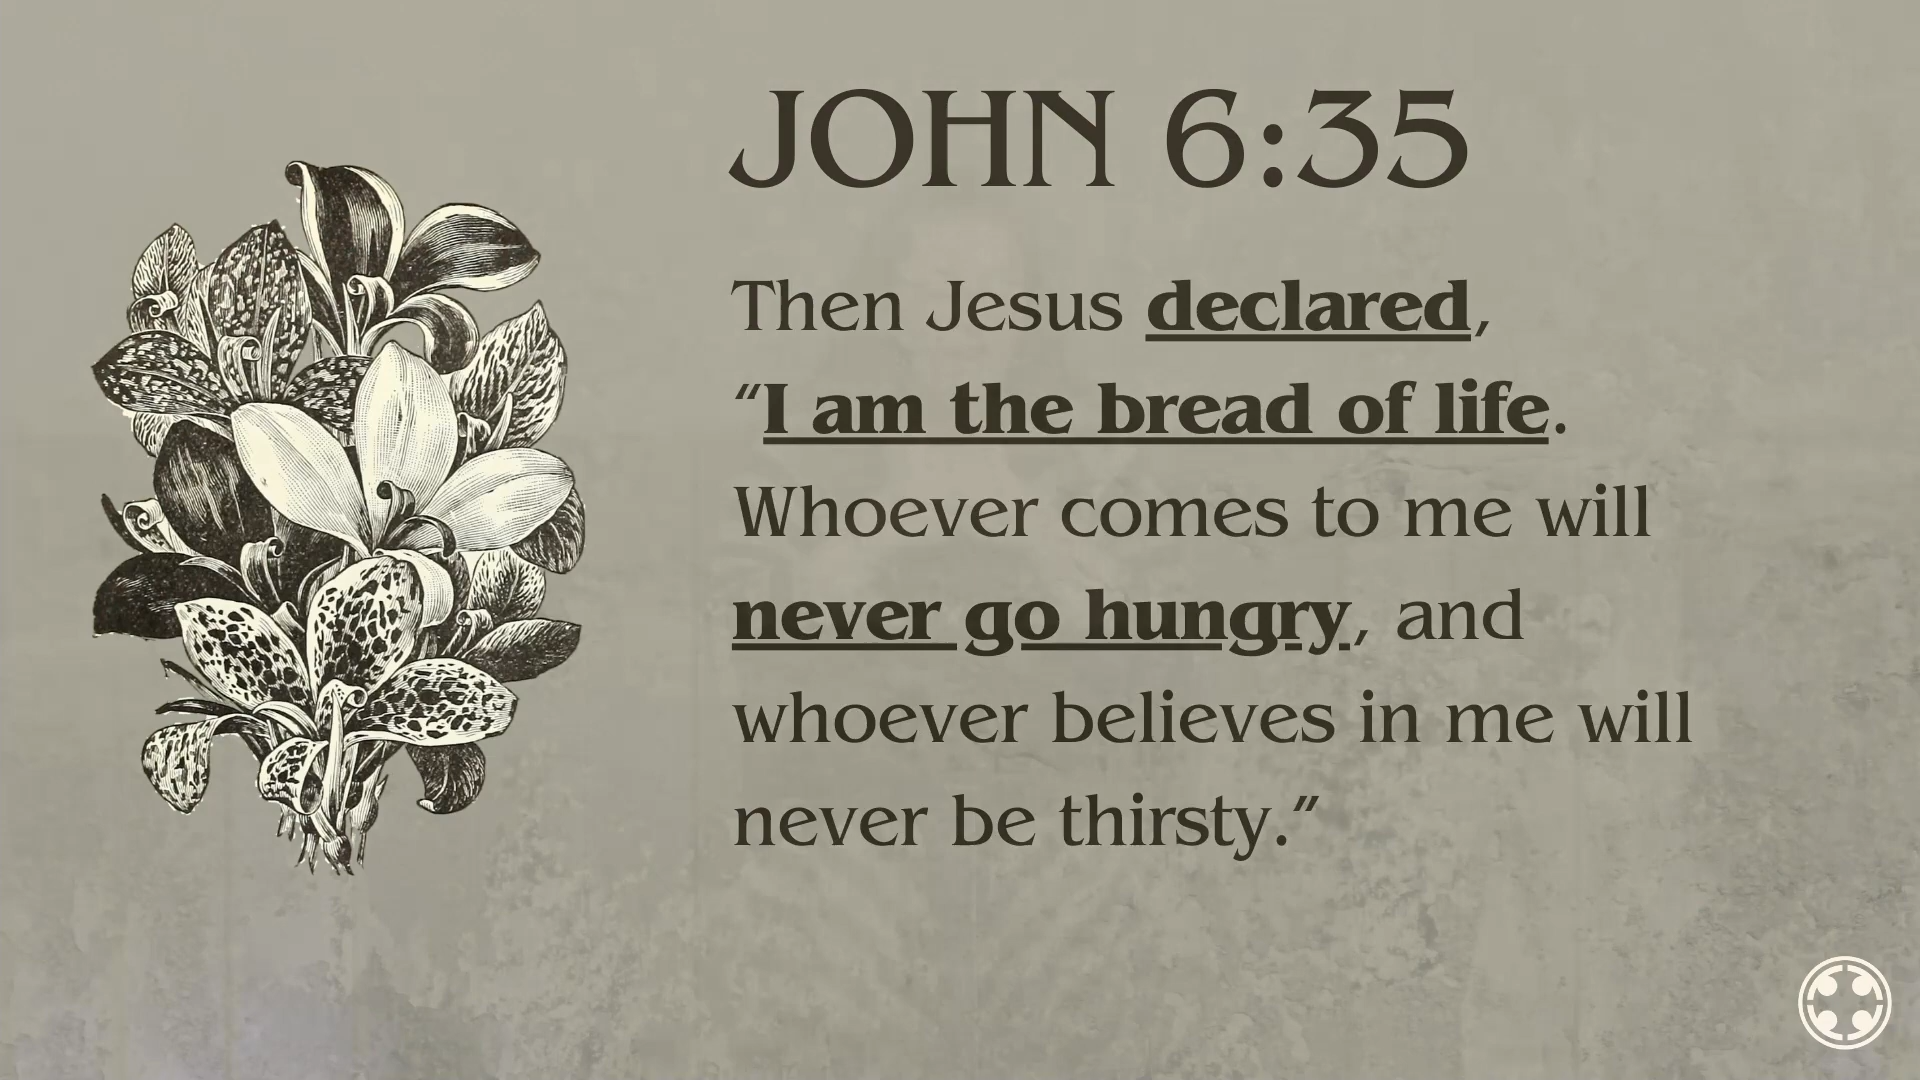 JOHN 6:35
Then Jesus declared,
“I am the bread of life.
Whoever comes to me will
never go hungry, and
whoever believes in me will
never be thirsty.”